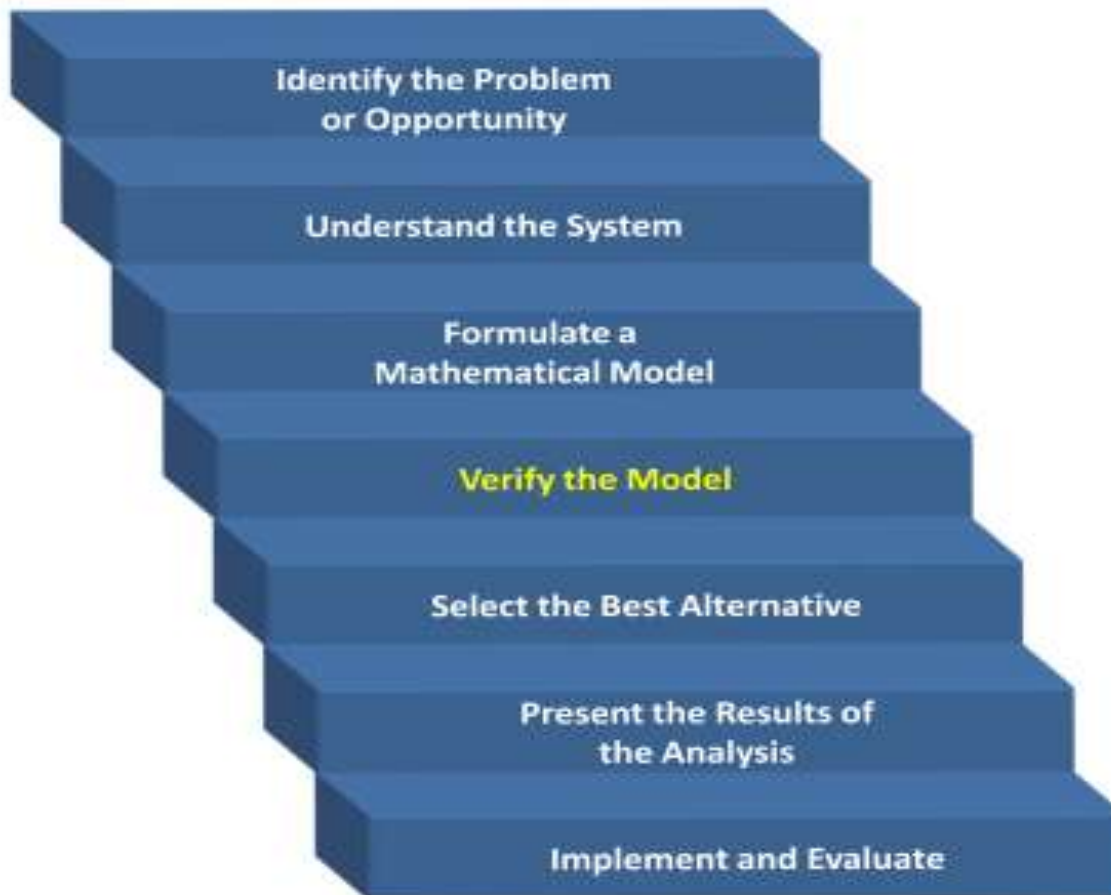 Identify the Problem
or Opportunity
Understand the System
Formulate a
Mathematical Model
Verify the Model
Select the Best Alternative
Present the Results of
the Analysis
Implement and Evaluate